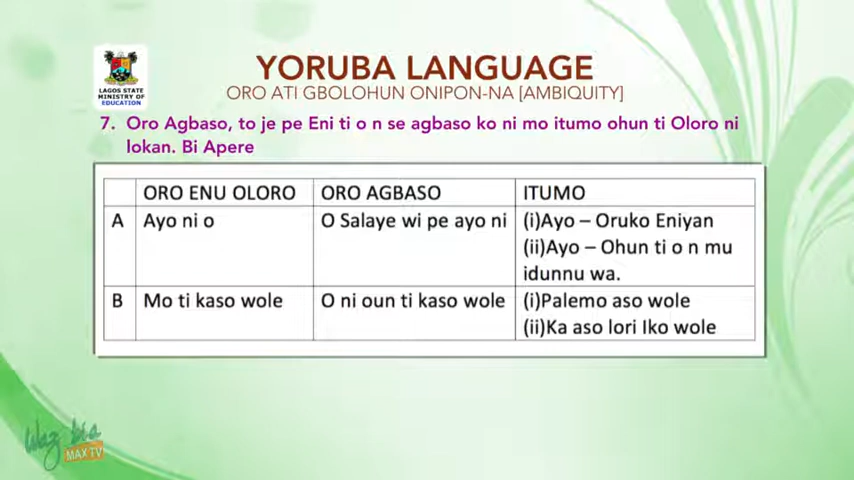 YORUBA LANGUAGE
ORO ATI GBOLOHUN ONIPON-NA [AMBIQUITY]
LAGOS STATE
MINISTRY OF
EDUCATION
7. Oro Agbaso, to je pe Eni ti o n se agbaso ko ni mo itumo ohun ti Oloro ni
lokan. Bi Apere
ORO ENU OLORO ORO AGBASO ITUMO
A Ayo ni o O Salaye wi pe ayo ni (i)Ayo – Oruko Eniyan
(ii)Ayo – Ohun ti o n mu
idunnu wa.
B Mo ti kaso wole O ni oun ti kaso wole (i)Palemo aso wole
(ii)Ka aso lori Iko wole
Wazobia
MAX TV